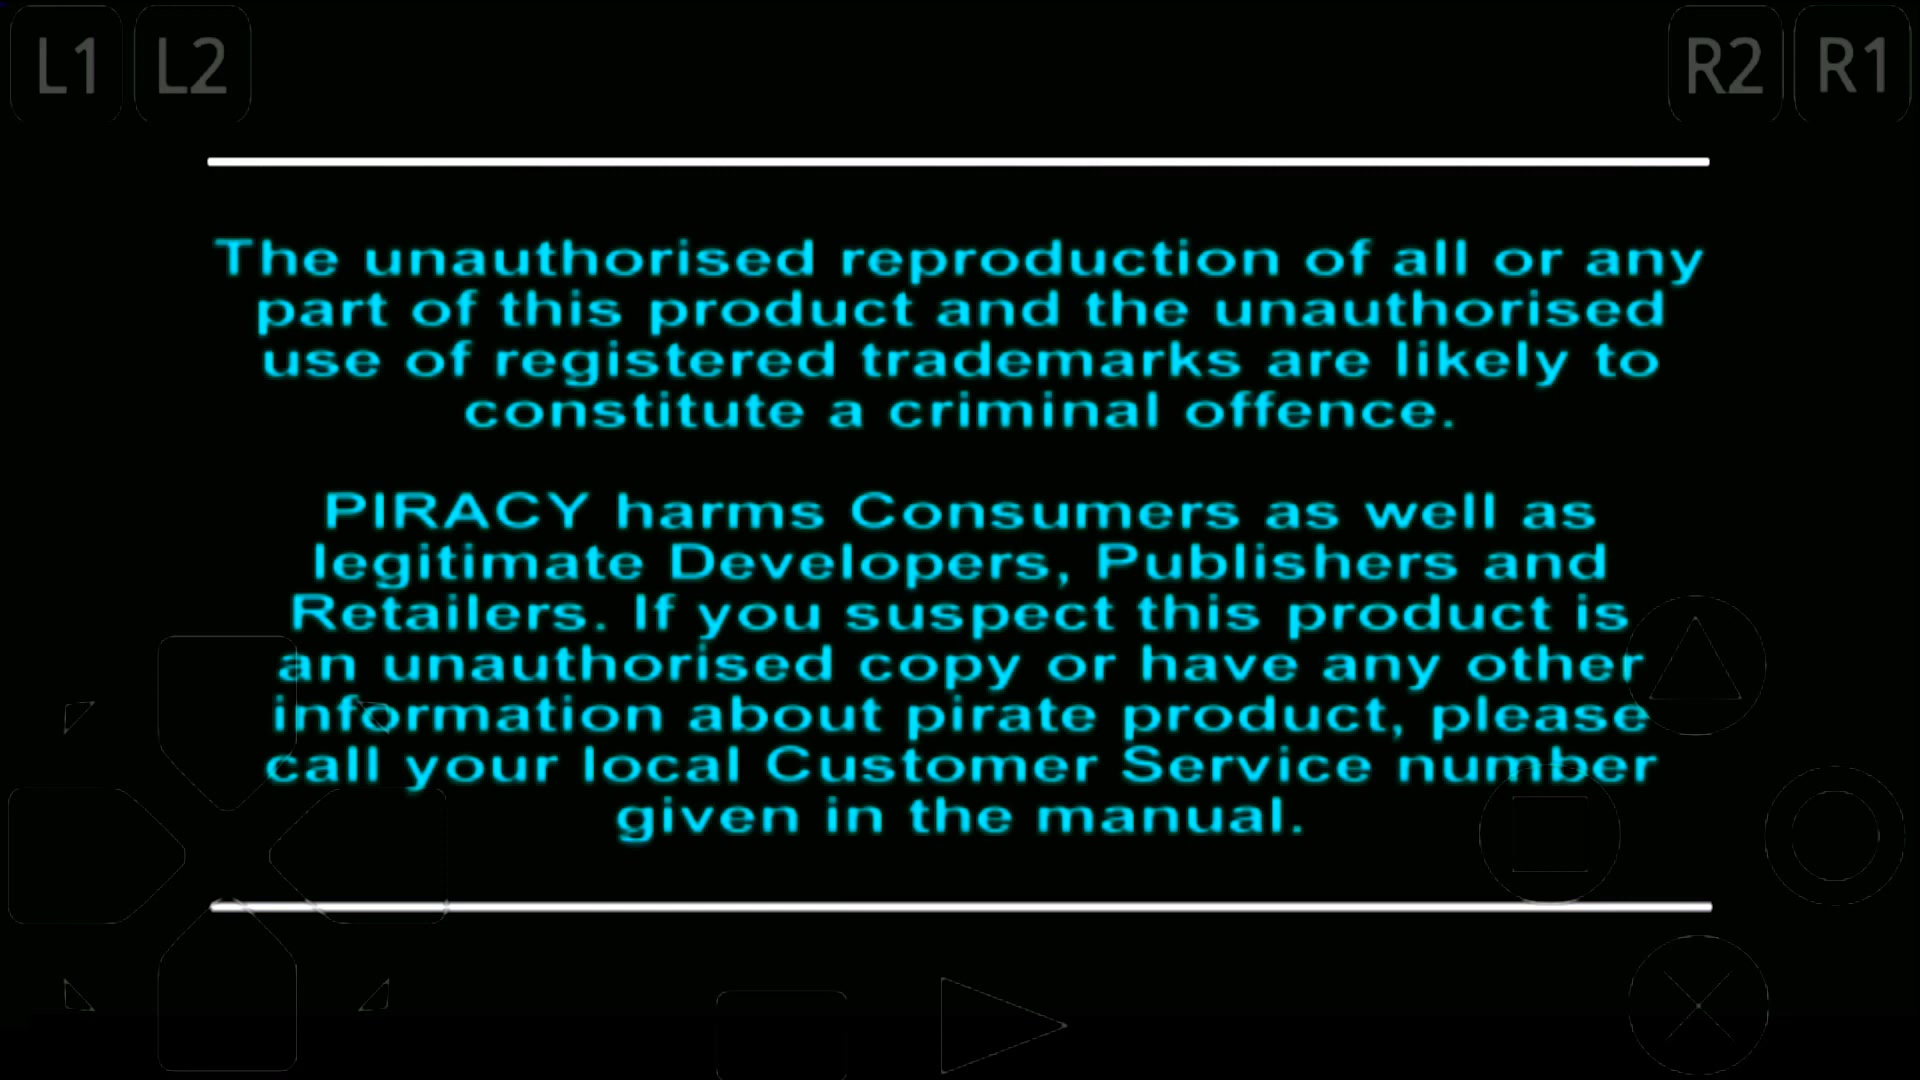 L1 L2 R2 R1
The unauthorised reproduction of all or any
part of this product and the unauthorised
use of registered trademarks are likely to
constitute a criminal offence.
PIRACY harms Consumers as well as
legitimate Developers, Publishers and
Retailers. If you suspect this product is
an unauthorised copy or have any other
information about pirate product, please
call your local Customer Service number
given in the manual.